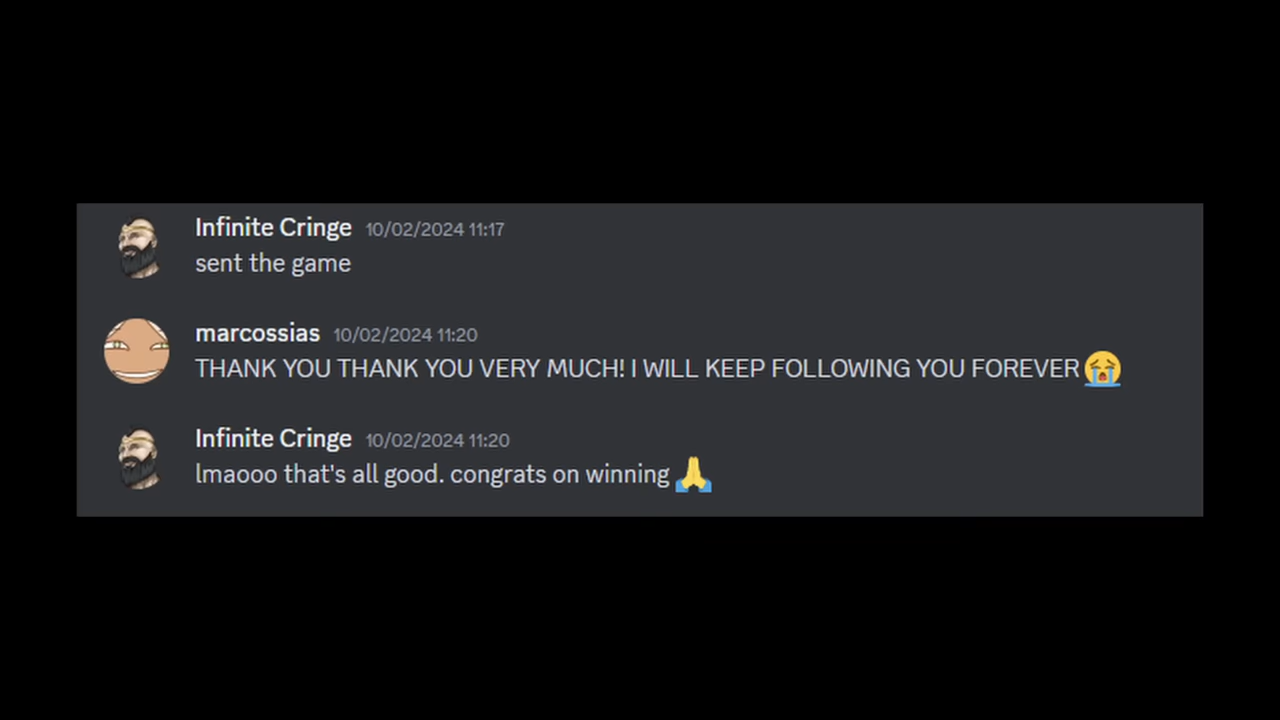 Infinite Cringe 10/02/2024 11:17
sent the game
marcossias 10/02/2024 11:20
THANK YOU THANK YOU VERY MUCH! I WILL KEEP FOLLOWING YOU FOREVER 😭
Infinite Cringe 10/02/2024 11:20
lmaooo that's all good. congrats on winning 🙏